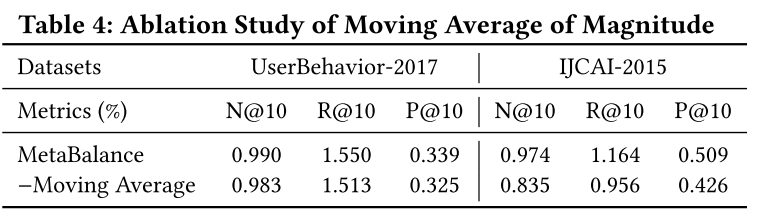 Table 4: Ablation Study of Moving Average of Magnitude
Datasets UserBehavior-2017 IJCAI-2015
Metrics (%) N@10 R@10 P@10 N@10 R@10 P@10
MetaBalance 0.990 1.550 0.339 0.974 1.164 0.509
−Moving Average 0.983 1.513 0.325 0.835 0.956 0.426